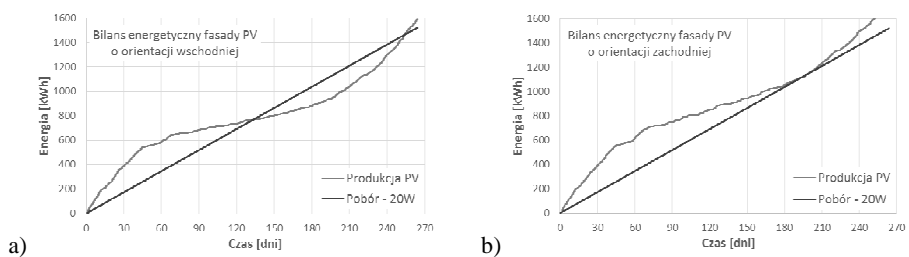 Bilans energetyczny fasady PV
o orientacji wschodniej
Energia [kWh]
1600
1400
1200
1000
800
600
400
200
0
0 30 60 90 120 150 180 210 240 270
Czas [dni]
Produkcja PV
Pobór - 20W
a)
Bilans energetyczny fasady PV
o orientacji zachodniej
Energia [kWh]
1600
1400
1200
1000
800
600
400
200
0
0 30 60 90 120 150 180 210 240 270
Czas [dni]
Produkcja PV
Pobór - 20W
b)